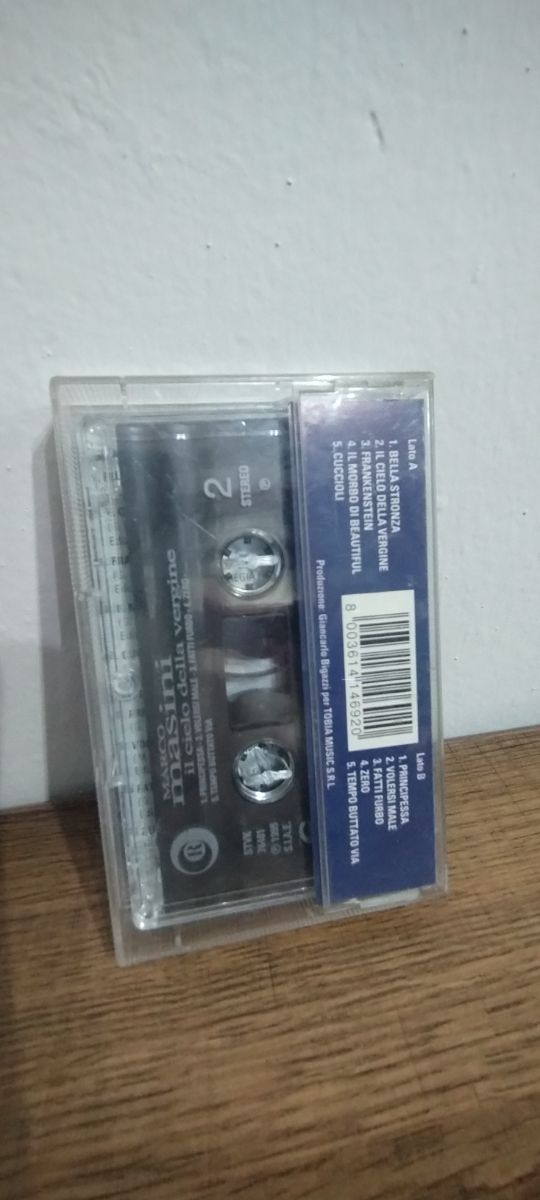 Lato A
1. BELLA STRONZA
2. IL CIELO DELLA VERGINE
3. FRANKENSTEIN
4. IL MORBO DI BEAUTIFUL
5. CUCCIOLI
Lato B
1. PRINCIPESSA
2. VOLERSI MALE
3. FATTI FURBO
4. ZERO
5. TEMPO BUTTATO VIA
8 003614 146920
Produzione: Giancarlo Bigazzi per TOBIA MUSIC S.R.L
2
STEREO
MARCO
masini
il cielo della vergine
R